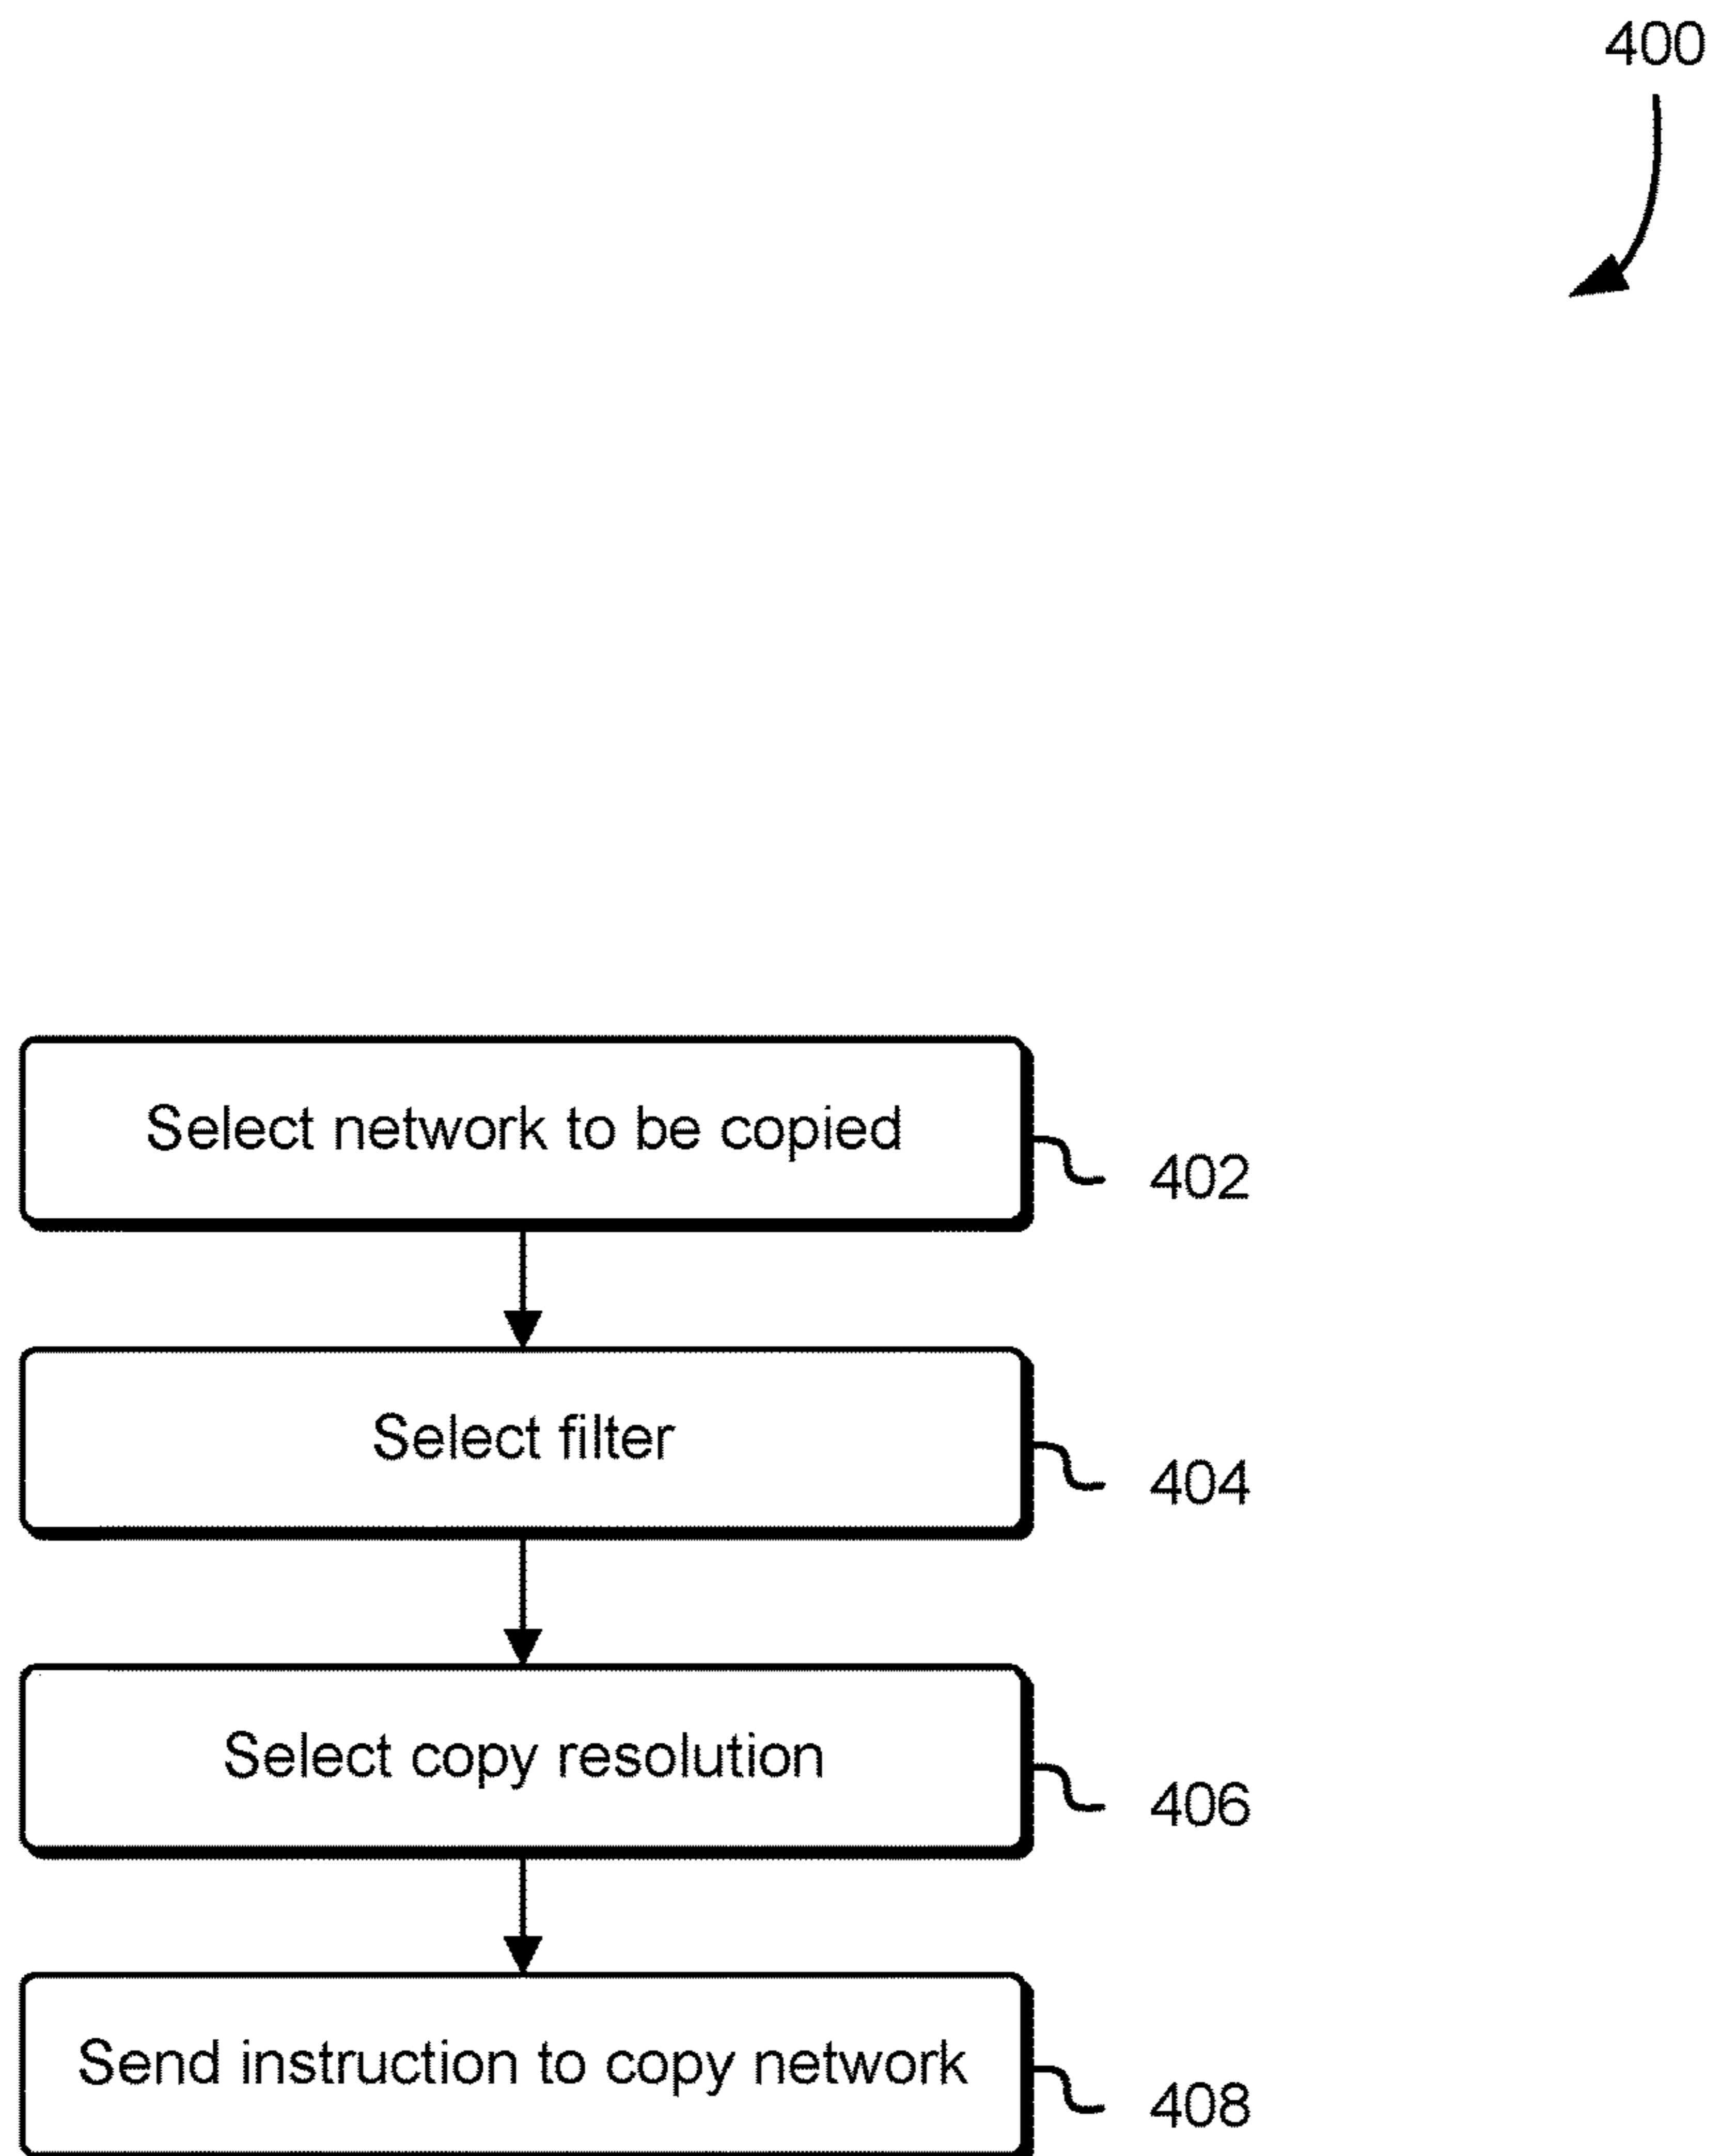 400
Select network to be copied
402
Select filter
404
Select copy resolution
406
Send instruction to copy network
408